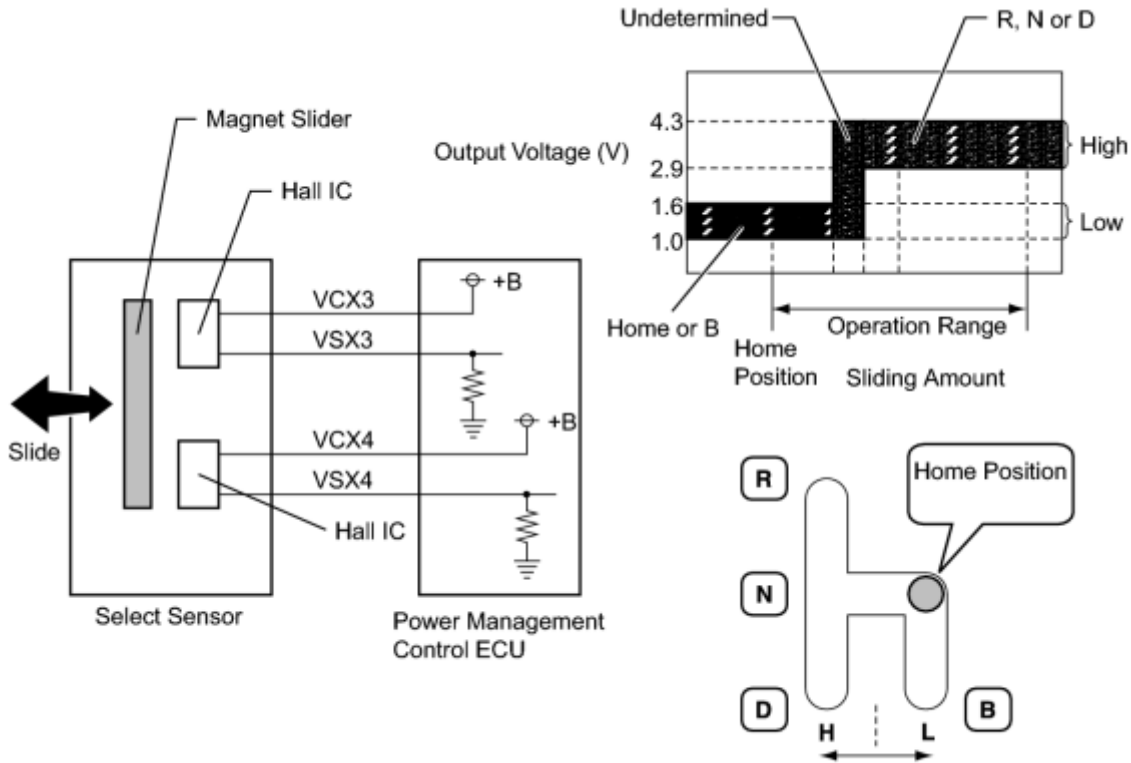 Magnet Slider
Hall IC
VCX3
+B
VSX3
VCX4
+B
VSX4
Hall IC
Slide
Select Sensor
Power Management
Control ECU
Undetermined
R, N or D
Output Voltage (V)
4.3
2.9
1.6
1.0
High
Low
Home or B
Home
Position
Operation Range
Sliding Amount
Home Position
R
N
D
B
H
L